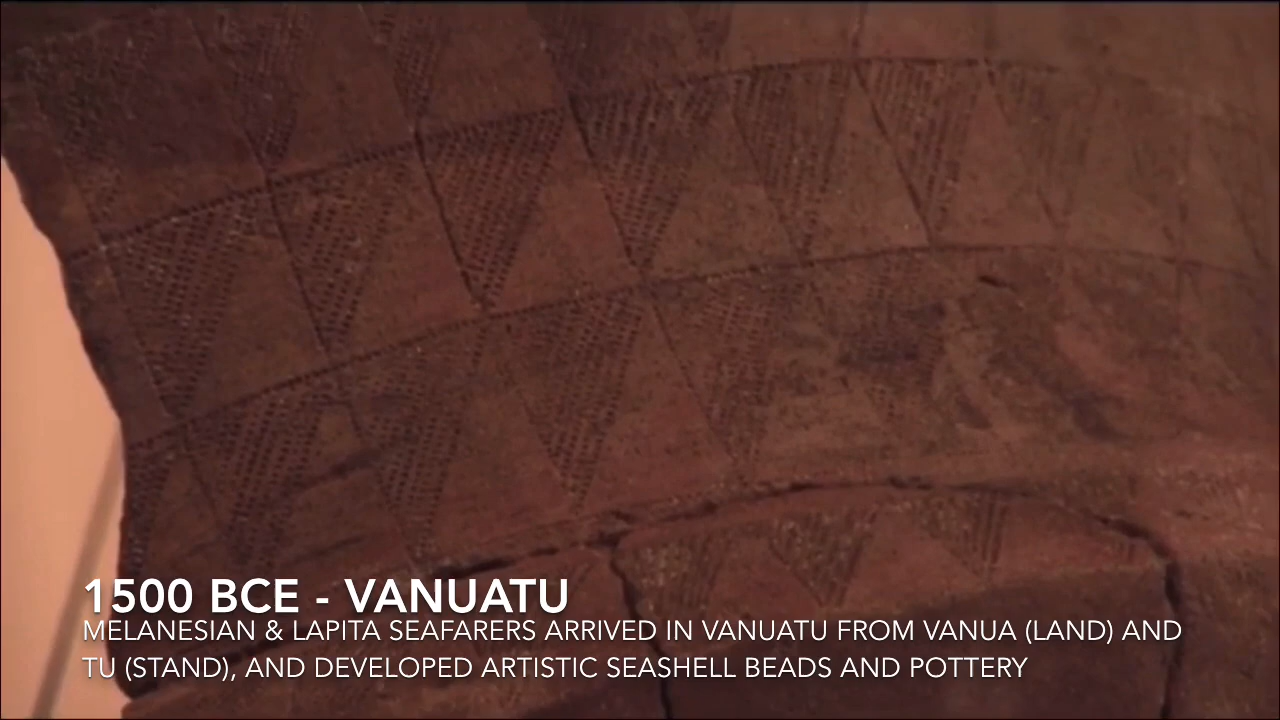 1500 BCE - VANUATU
MELANESIAN & LAPITA SEAFARERS ARRIVED IN VANUATU FROM VANUA (LAND) AND
TU (STAND), AND DEVELOPED ARTISTIC SEASHELL BEADS AND POTTERY